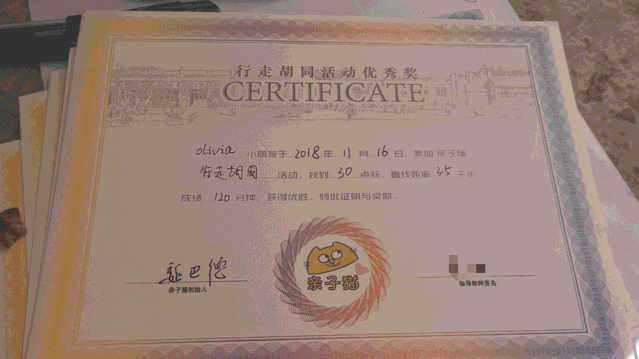 行走胡同活动优秀奖
CERTIFICATE
olivia 小朋友于 2018 年 11 月 16 日,参加亲子猫
行走胡同 活动,找到 30 点标,直线距离 3.5 千米
成绩 120 分钟,获得优胜,特此证明与奖励。
亲子猫
亲子猫创始人
指导教师签名